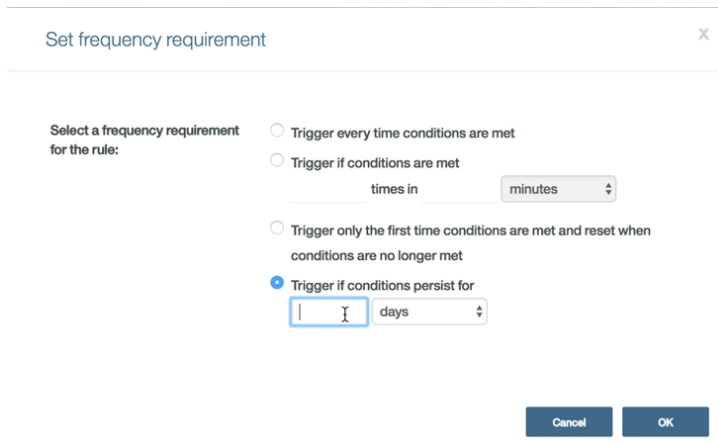 Set frequency requirement
x
Select a frequency requirement
for the rule:
Trigger every time conditions are met
Trigger if conditions are met
times in minutes
Trigger only the first time conditions are met and reset when
conditions are no longer met
Trigger if conditions persist for
days
Cancel OK